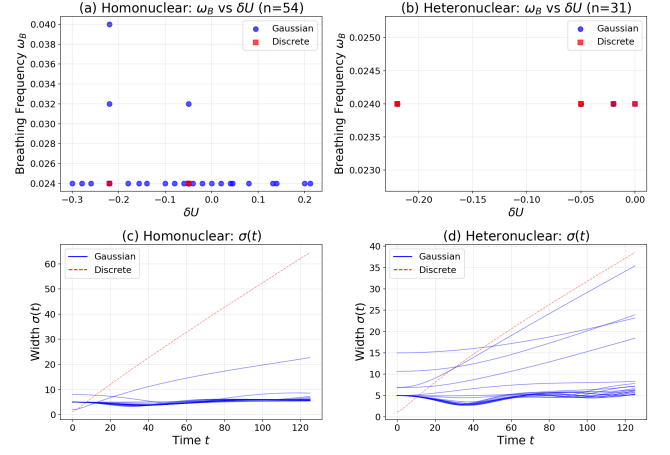 (a) Homonuclear: ω_B vs δU (n=54)
Breathing Frequency ω_B
0.040
0.038
0.036
0.034
0.032
0.030
0.028
0.026
0.024
Gaussian
Discrete
−0.3 −0.2 −0.1 0.0 0.1 0.2
δU
(b) Heteronuclear: ω_B vs δU (n=31)
Breathing Frequency ω_B
0.0250
0.0245
0.0240
0.0235
0.0230
Gaussian
Discrete
−0.20 −0.15 −0.10 −0.05 0.00
δU
(c) Homonuclear: σ(t)
Width σ(t)
60
50
40
30
20
10
0
Gaussian
Discrete
0 20 40 60 80 100 120
Time t
(d) Heteronuclear: σ(t)
Width σ(t)
40
35
30
25
20
15
10
5
0
Gaussian
Discrete
0 20 40 60 80 100 120
Time t